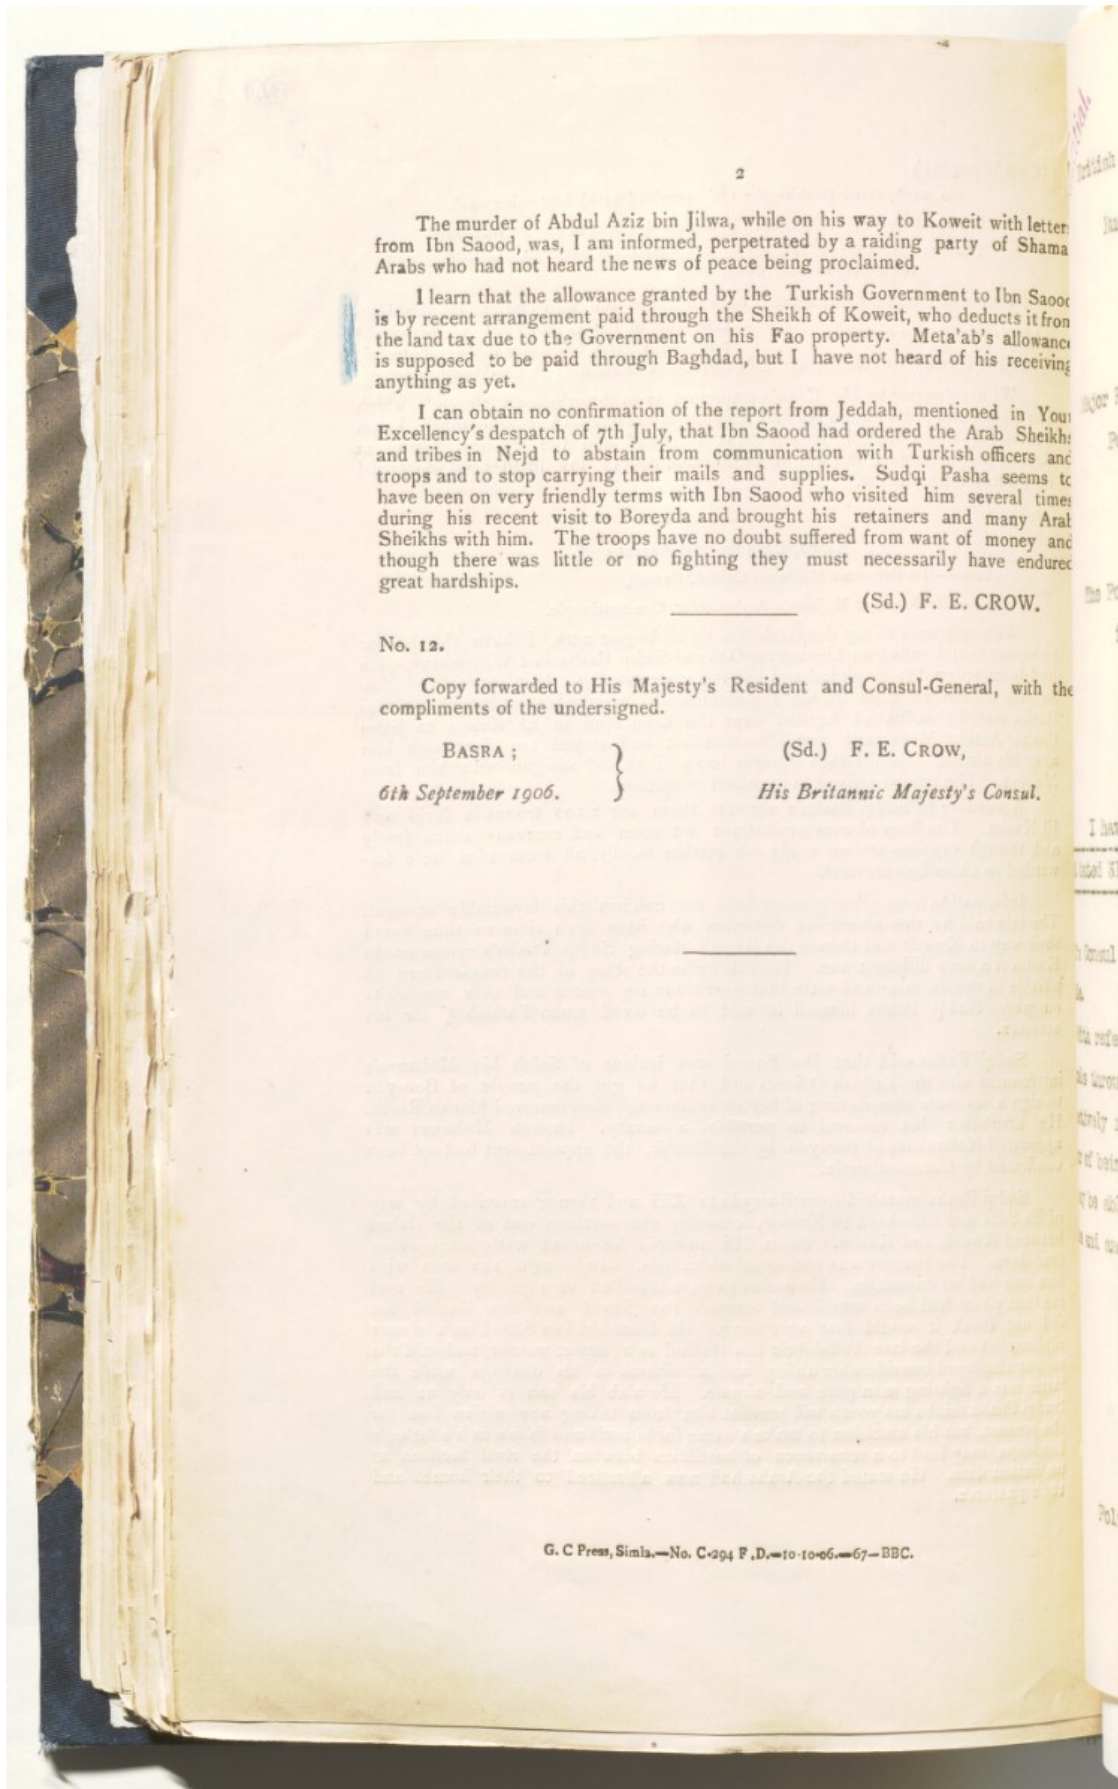 2
The murder of Abdul Aziz bin Jilwa, while on his way to Koweit with letter
from Ibn Saood, was, I am informed, perpetrated by a raiding party of Shama
Arabs who had not heard the news of peace being proclaimed.
I learn that the allowance granted by the Turkish Government to Ibn Saood
is by recent arrangement paid through the Sheikh of Koweit, who deducts it from
the land tax due to the Government on his Fao property. Meta'ab's allowance
is supposed to be paid through Baghdad, but I have not heard of his receiving
anything as yet.
I can obtain no confirmation of the report from Jeddah, mentioned in Your
Excellency's despatch of 7th July, that Ibn Saood had ordered the Arab Sheikhs
and tribes in Nejd to abstain from communication with Turkish officers and
troops and to stop carrying their mails and supplies. Sudqi Pasha seems to
have been on very friendly terms with Ibn Saood who visited him several times
during his recent visit to Boreyda and brought his retainers and many Arab
Sheikhs with him. The troops have no doubt suffered from want of money and
though there was little or no fighting they must necessarily have endured
great hardships.
(Sd.) F. E. CROW.
No. 12.
Copy forwarded to His Majesty's Resident and Consul-General, with the
compliments of the undersigned.
BASRA; } (Sd.) F. E. CROW,
6th September 1906. His Britannic Majesty's Consul.
G. C Press, Simla.—No. C-294 F.D.—10-10-06.—67—BBC.